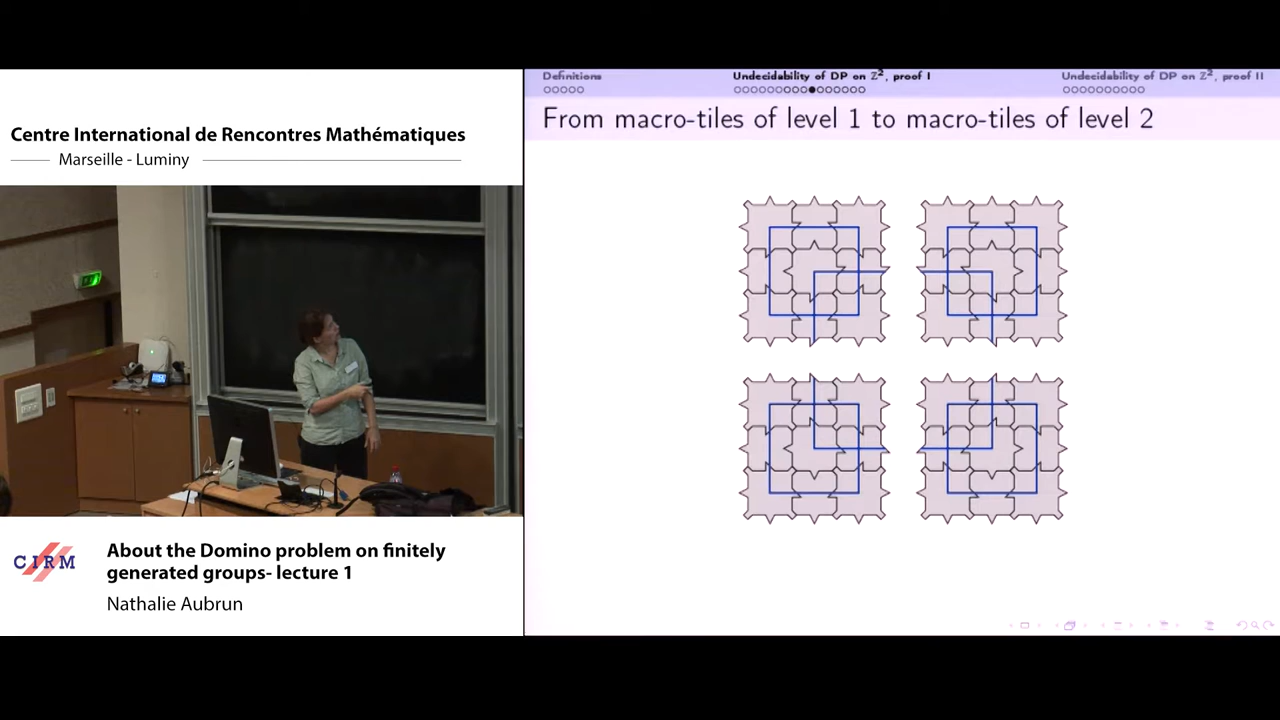 Centre International de Rencontres Mathématiques
Marseille - Luminy
CIRM
About the Domino problem on finitely
generated groups- lecture 1
Nathalie Aubrun
Definitions
Undecidability of DP on ℤ², proof I
Undecidability of DP on ℤ², proof II
From macro-tiles of level 1 to macro-tiles of level 2